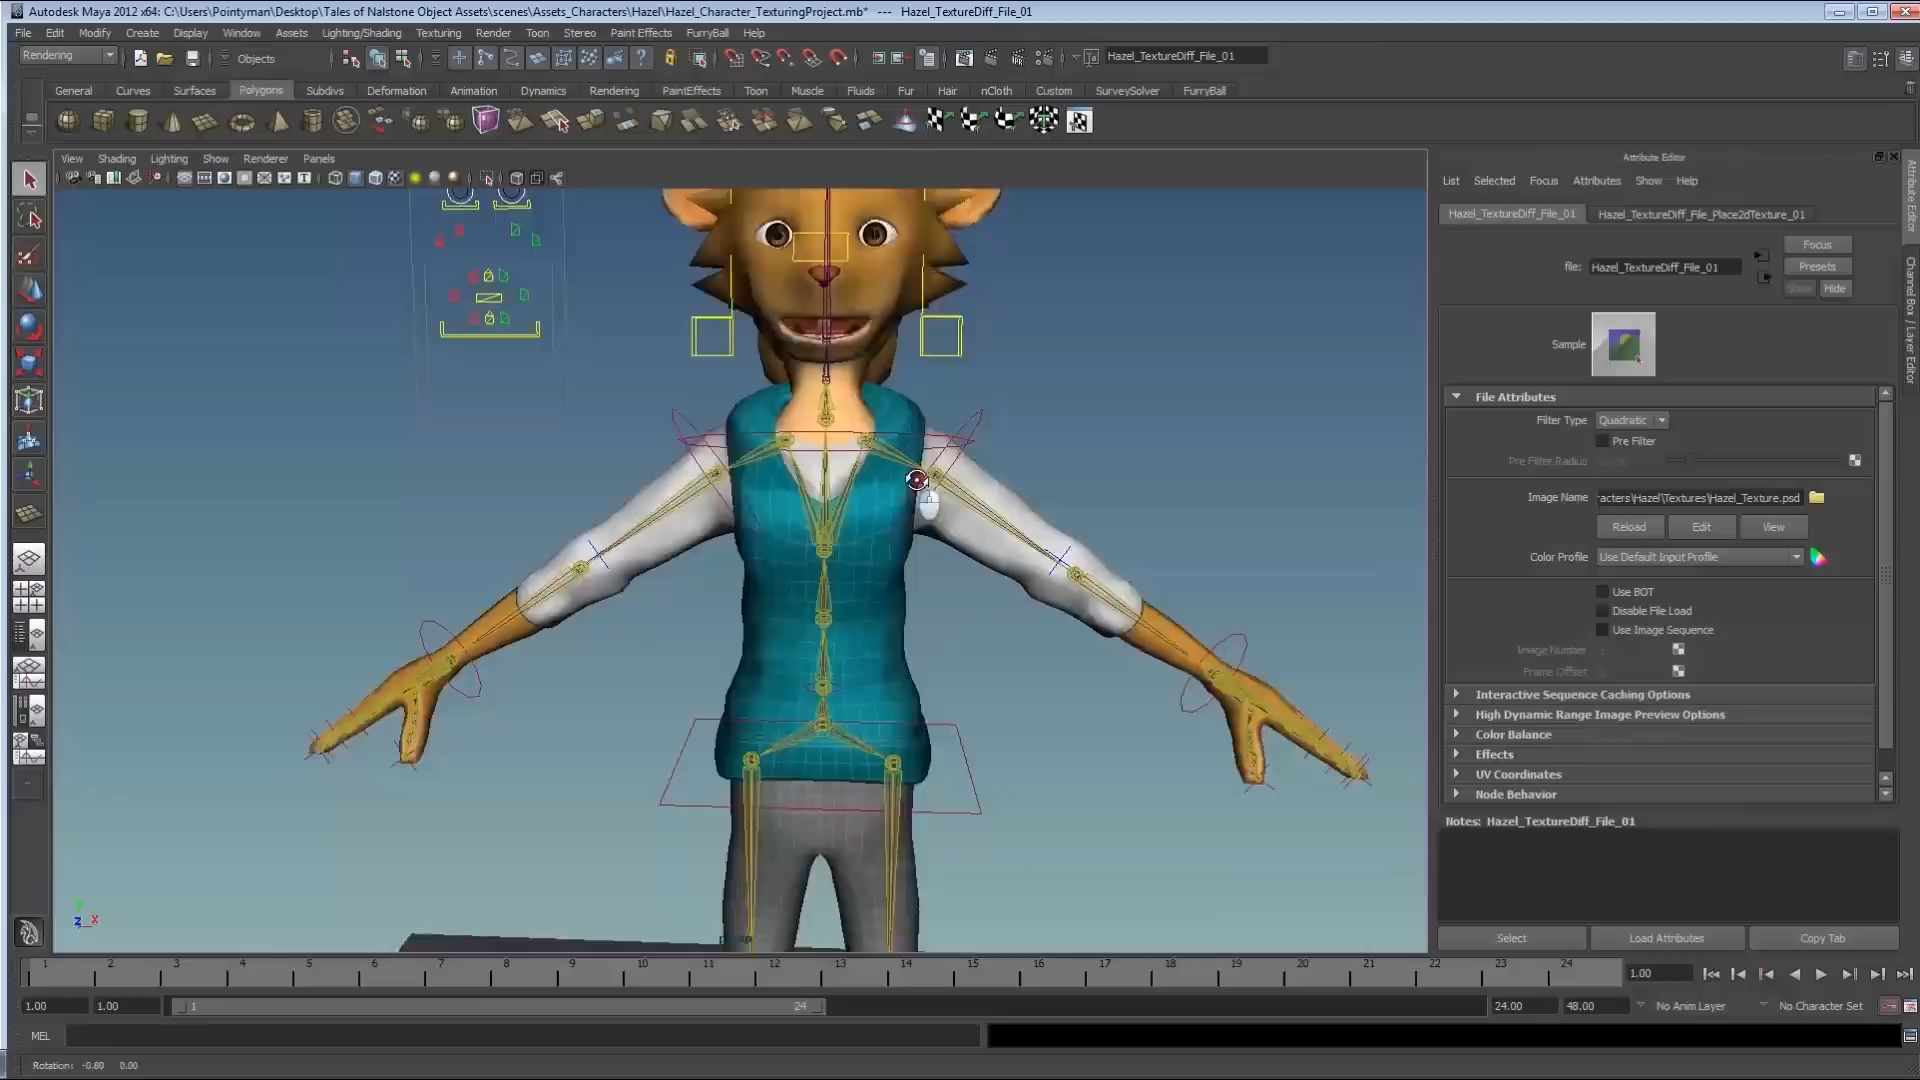 Autodesk Maya 2012 x64: C:\Users\Pointyman\Desktop\Tales of Nalstone Object Assets\scenes\Assets_Characters\Hazel\Hazel_Character_TexturingProject.mb* --- Hazel_TextureDiff_File_01
File Edit Modify Create Display Window Assets Lighting/Shading Texturing Render Toon Stereo Paint Effects FurryBall Help
Rendering Objects Hazel_TextureDiff_File_01
General Curves Surfaces Polygons Subdivs Deformation Animation Dynamics Rendering PaintEffects Toon Muscle Fluids Fur Hair nCloth Custom SurveySolver FurryBall
View Shading Lighting Show Renderer Panels
Attribute Editor
List Selected Focus Attributes Show Help
Hazel_TextureDiff_File_01 Hazel_TextureDiff_File_Place2dTexture_01
Focus
file: Hazel_TextureDiff_File_01 Presets
Show Hide
Sample
File Attributes
Filter Type Quadratic
Pre Filter
Pre Filter Radius
Image Name racters\Hazel\Textures\Hazel_Texture.psd
Reload Edit View
Color Profile Use Default Input Profile
Use BOT
Disable File Load
Use Image Sequence
Image Number
Frame Offset
Interactive Sequence Caching Options
High Dynamic Range Image Preview Options
Color Balance
Effects
UV Coordinates
Node Behavior
Notes: Hazel_TextureDiff_File_01
Select Load Attributes Copy Tab
Attribute Editor
Channel Box / Layer Editor
z x
1 2 3 4 5 6 7 8 9 10 11 12 13 14 15 16 17 18 19 20 21 22 23 24 1.00
1.00 1.00 1 24 24.00 48.00 No Anim Layer No Character Set
MEL
Rotation: -0.80 0.00